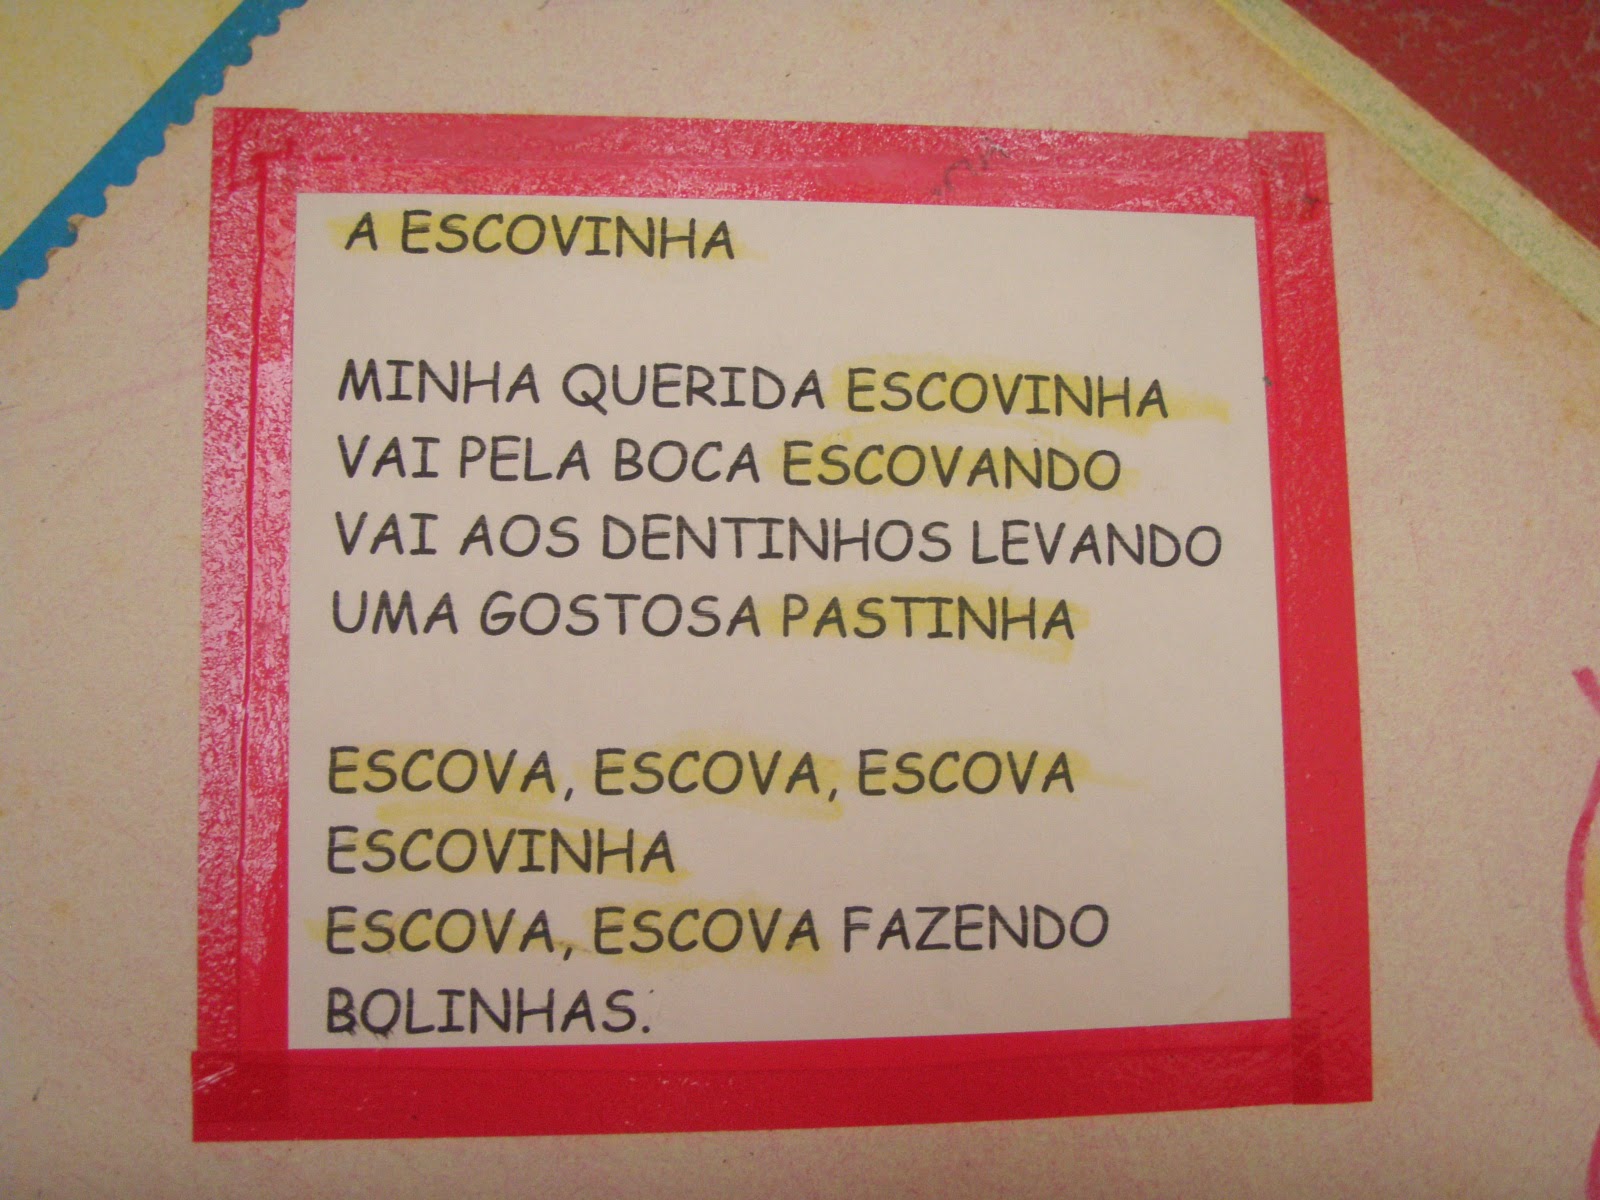 A ESCOVINHA
MINHA QUERIDA ESCOVINHA
VAI PELA BOCA ESCOVANDO
VAI AOS DENTINHOS LEVANDO
UMA GOSTOSA PASTINHA
ESCOVA, ESCOVA, ESCOVA
ESCOVINHA
ESCOVA, ESCOVA FAZENDO
BOLINHAS.